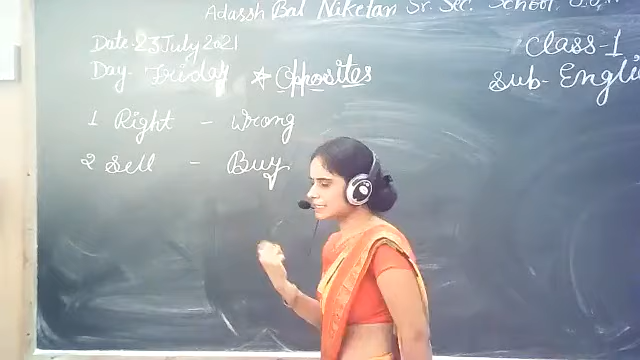 Adarsh Bal Niketan Sr. Sec. School
Date-23 July 2021
Class-1
Day- Friday
* Opposites
Sub- Engli
1 Right - Wrong
2 Sell - Buy